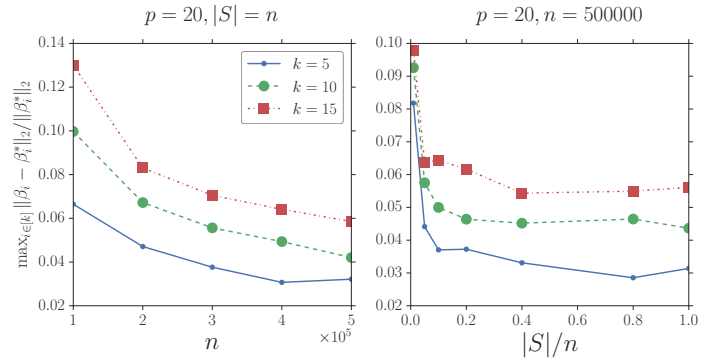 p = 20, |S| = n
max_{i∈[k]} ||β_i − β_i^*||_2/||β_i^*||_2
0.14
0.12
0.10
0.08
0.06
0.04
0.02
k = 5
k = 10
k = 15
1 2 3 4 5
×10^5
n
p = 20, n = 500000
0.10
0.09
0.08
0.07
0.06
0.05
0.04
0.03
0.02
0.0 0.2 0.4 0.6 0.8 1.0
|S|/n